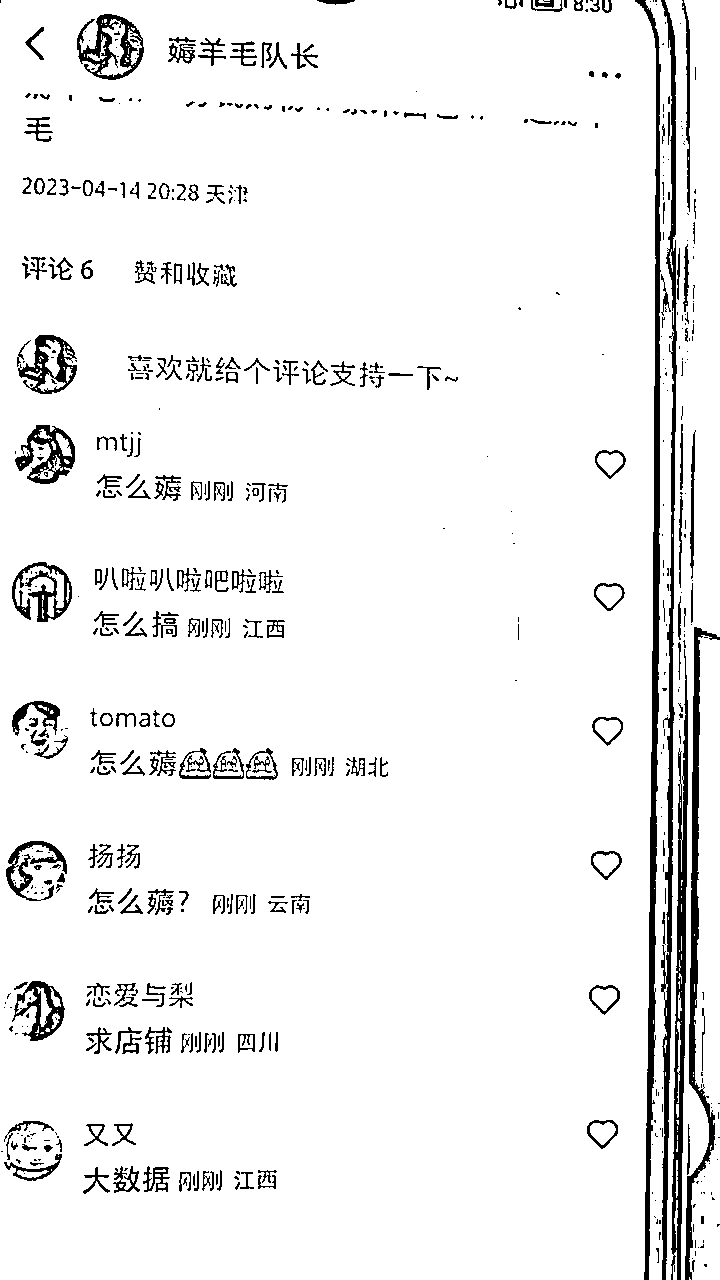 8:30
薅羊毛队长
毛
2023-04-14 20:28 天津
评论 6 赞和收藏
喜欢就给个评论支持一下~
mtjj
怎么薅 刚刚 河南
叭啦叭啦吧啦啦
怎么搞 刚刚 江西
tomato
怎么薅 刚刚 湖北
扬扬
怎么薅? 刚刚 云南
恋爱与梨
求店铺 刚刚 四川
又又
大数据 刚刚 江西